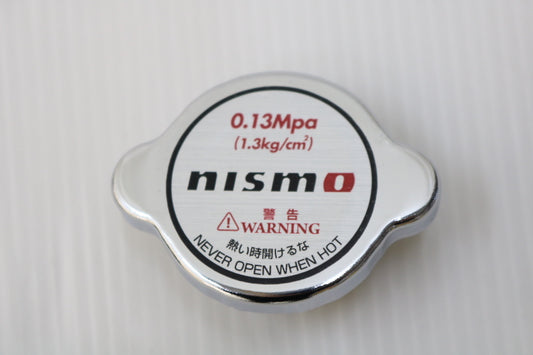 0.13Mpa
(1.3kg/cm²)
nismo
警告
WARNING
熱い時開けるな
NEVER OPEN WHEN HOT